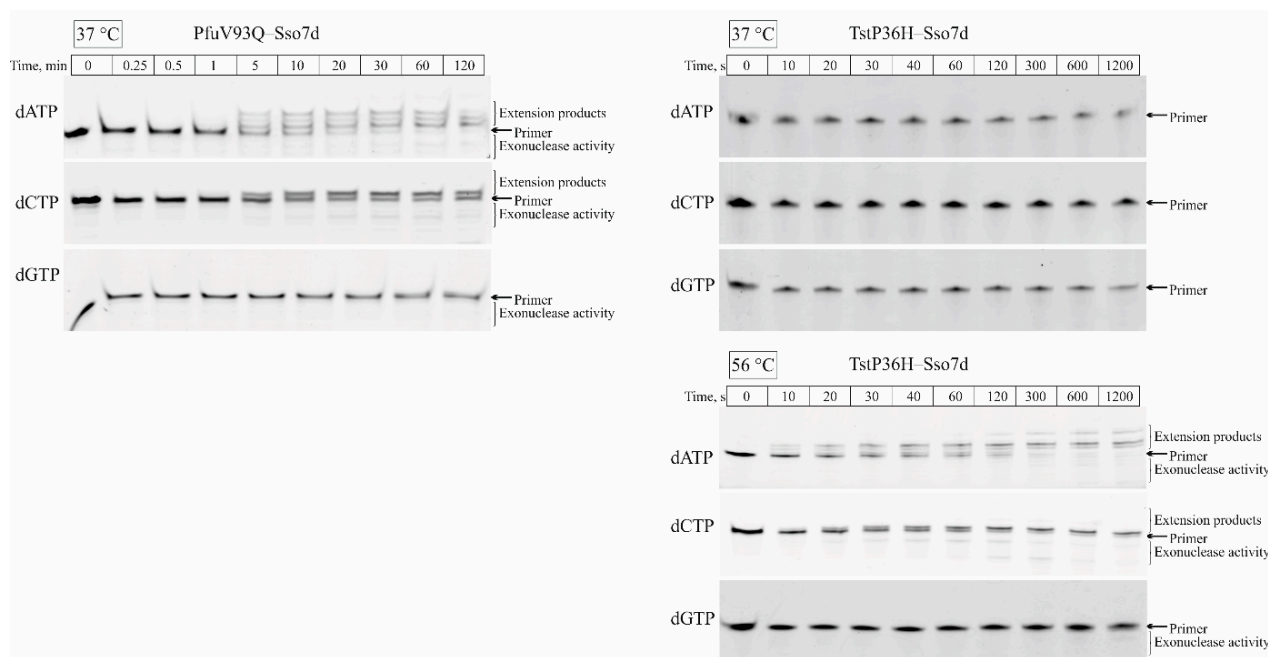 37 °C
PfuV93Q–Sso7d
Time, min 0 0.25 0.5 1 5 10 20 30 60 120
dATP
Extension products
Primer
Exonuclease activity
dCTP
Extension products
Primer
Exonuclease activity
dGTP
Primer
Exonuclease activity
37 °C
TstP36H–Sso7d
Time, s 0 10 20 30 40 60 120 300 600 1200
dATP
Primer
dCTP
Primer
dGTP
Primer
56 °C
TstP36H–Sso7d
Time, s 0 10 20 30 40 60 120 300 600 1200
dATP
Extension products
Primer
Exonuclease activity
dCTP
Extension products
Primer
Exonuclease activity
dGTP
Primer
Exonuclease activity